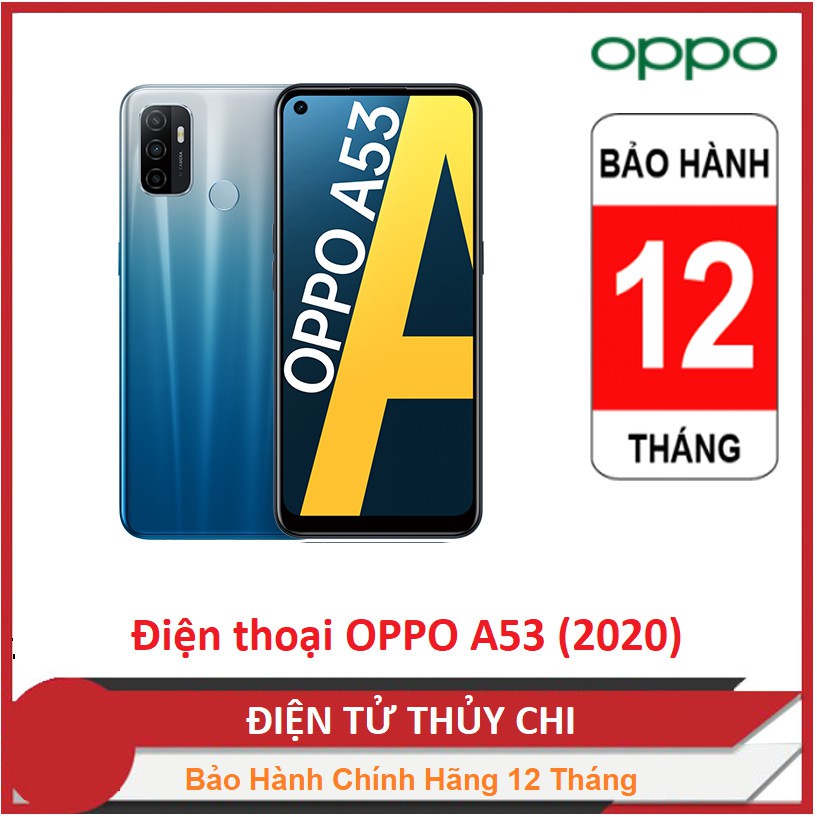 oppo
BẢO HÀNH
12
THÁNG
OPPO A53
Điện thoại OPPO A53 (2020)
ĐIỆN TỬ THỦY CHI
Bảo Hành Chính Hãng 12 Tháng